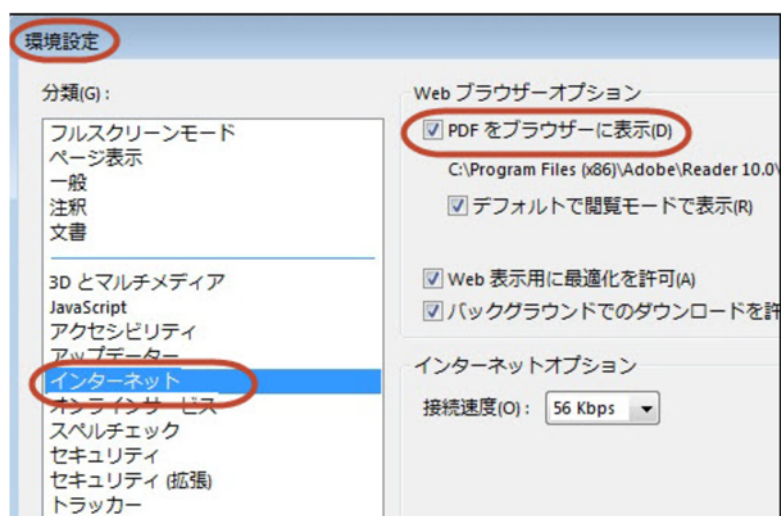 環境設定
分類(G):
フルスクリーンモード
ページ表示
一般
注釈
文書
3D とマルチメディア
JavaScript
アクセシビリティ
アップデーター
インターネット
オンラインサービス
スペルチェック
セキュリティ
セキュリティ (拡張)
トラッカー
Web ブラウザーオプション
PDF をブラウザーに表示(D)
C:\Program Files (x86)\Adobe\Reader 10.0\
デフォルトで閲覧モードで表示(R)
Web 表示用に最適化を許可(A)
バックグラウンドでのダウンロードを許
インターネットオプション
接続速度(O): 56 Kbps